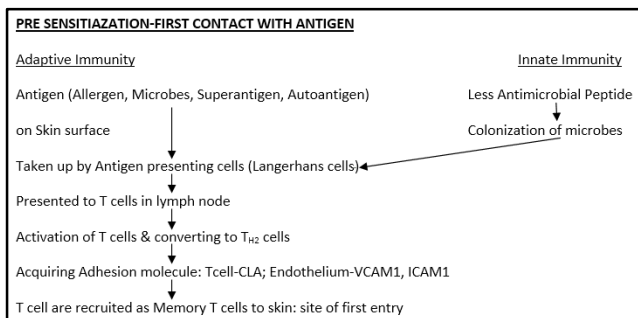 PRE SENSITIAZATION-FIRST CONTACT WITH ANTIGEN
Adaptive Immunity
Innate Immunity
Antigen (Allergen, Microbes, Superantigen, Autoantigen)
Less Antimicrobial Peptide
on Skin surface
Colonization of microbes
Taken up by Antigen presenting cells (Langerhans cells)
Presented to T cells in lymph node
Activation of T cells & converting to TH2 cells
Acquiring Adhesion molecule: Tcell-CLA; Endothelium-VCAM1, ICAM1
T cell are recruited as Memory T cells to skin: site of first entry